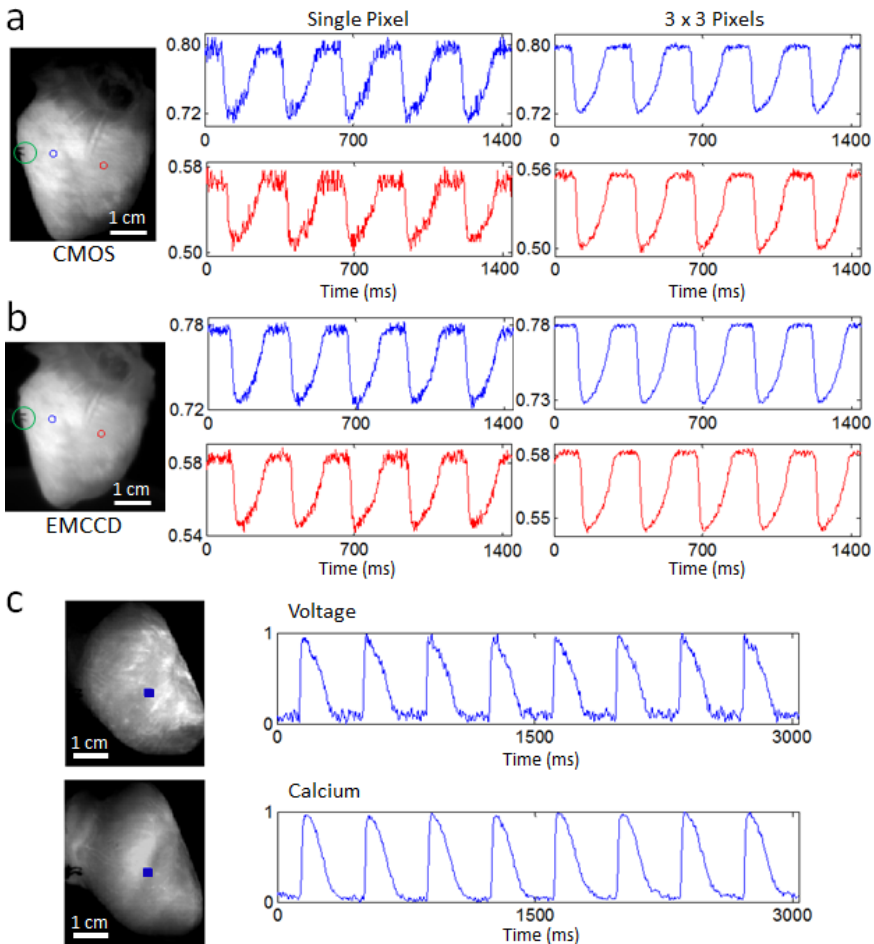 a
Single Pixel
3 x 3 Pixels
0.80
0.72
0 700 1400
0.80
0.72
0 700 1400
0.58
0.50
0 700 1400
Time (ms)
0.56
0.50
0 700 1400
Time (ms)
1 cm
CMOS
b
0.78
0.72
0 700 1400
0.78
0.73
0 700 1400
0.58
0.54
0 700 1400
Time (ms)
0.58
0.55
0 700 1400
Time (ms)
1 cm
EMCCD
c
1 cm
Voltage
1
0
0 1500 3000
Time (ms)
1 cm
Calcium
1
0
0 1500 3000
Time (ms)